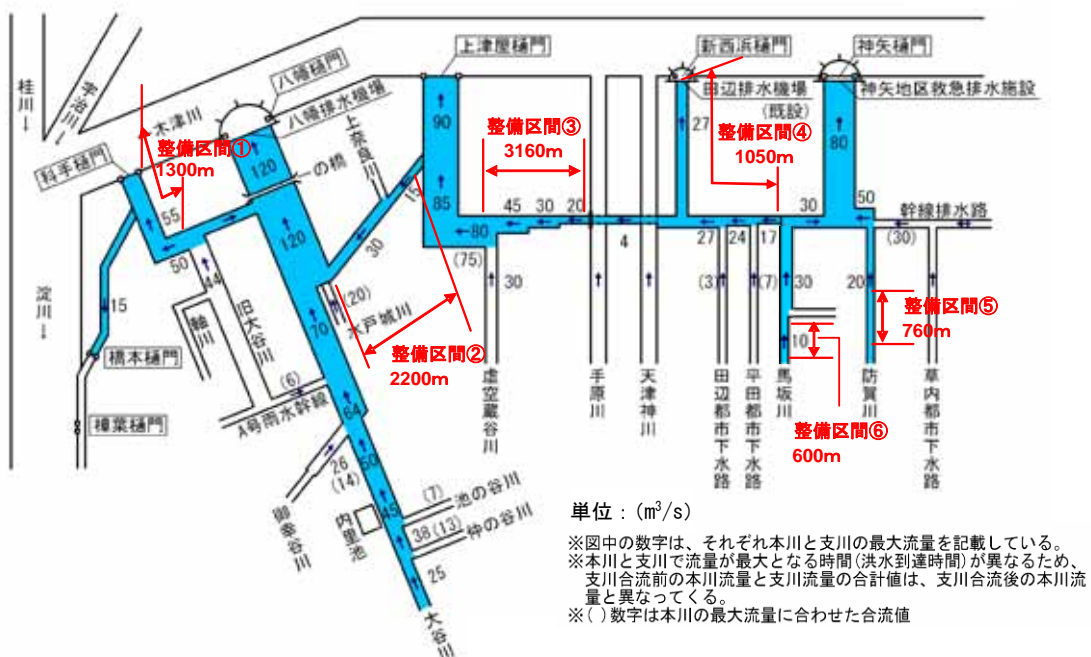 桂川→
宇治川→
木津川
八幡樋門
八幡排水機場
上津屋樋門
新西浜樋門
田辺排水機場
(既設)
神矢樋門
神矢地区救急排水施設
整備区間①
1300m
科手樋門
一の橋
上奈良川
整備区間③
3160m
整備区間④
1050m
120
90
27
80
15
55
50
44
120
30
85
80
(75)
45
30
20
4
27
24
17
30
50
幹線排水路
(30)
30
(3)
(7)
30
20
淀川→
15
橋本樋門
樟葉樋門
軸川
旧大谷川
(6)
A号雨水幹線
70
(20)
水戸城川
整備区間②
2200m
整備区間⑤
760m
10
整備区間⑥
600m
虚空蔵谷川
手原川
天津神川
田辺都市下水路
平田都市下水路
馬坂川
防賀川
草内都市下水路
64
50
45
26
(14)
御幸谷川
内里池
(7)
池の谷川
38
(13)
仲の谷川
25
大谷川
単位:(m³/s)
※図中の数字は、それぞれ本川と支川の最大流量を記載している。
※本川と支川で流量が最大となる時間(洪水到達時間)が異なるため、
支川合流前の本川流量と支川流量の合計値は、支川合流後の本川流
量と異なってくる。
※( )数字は本川の最大流量に合わせた合流値